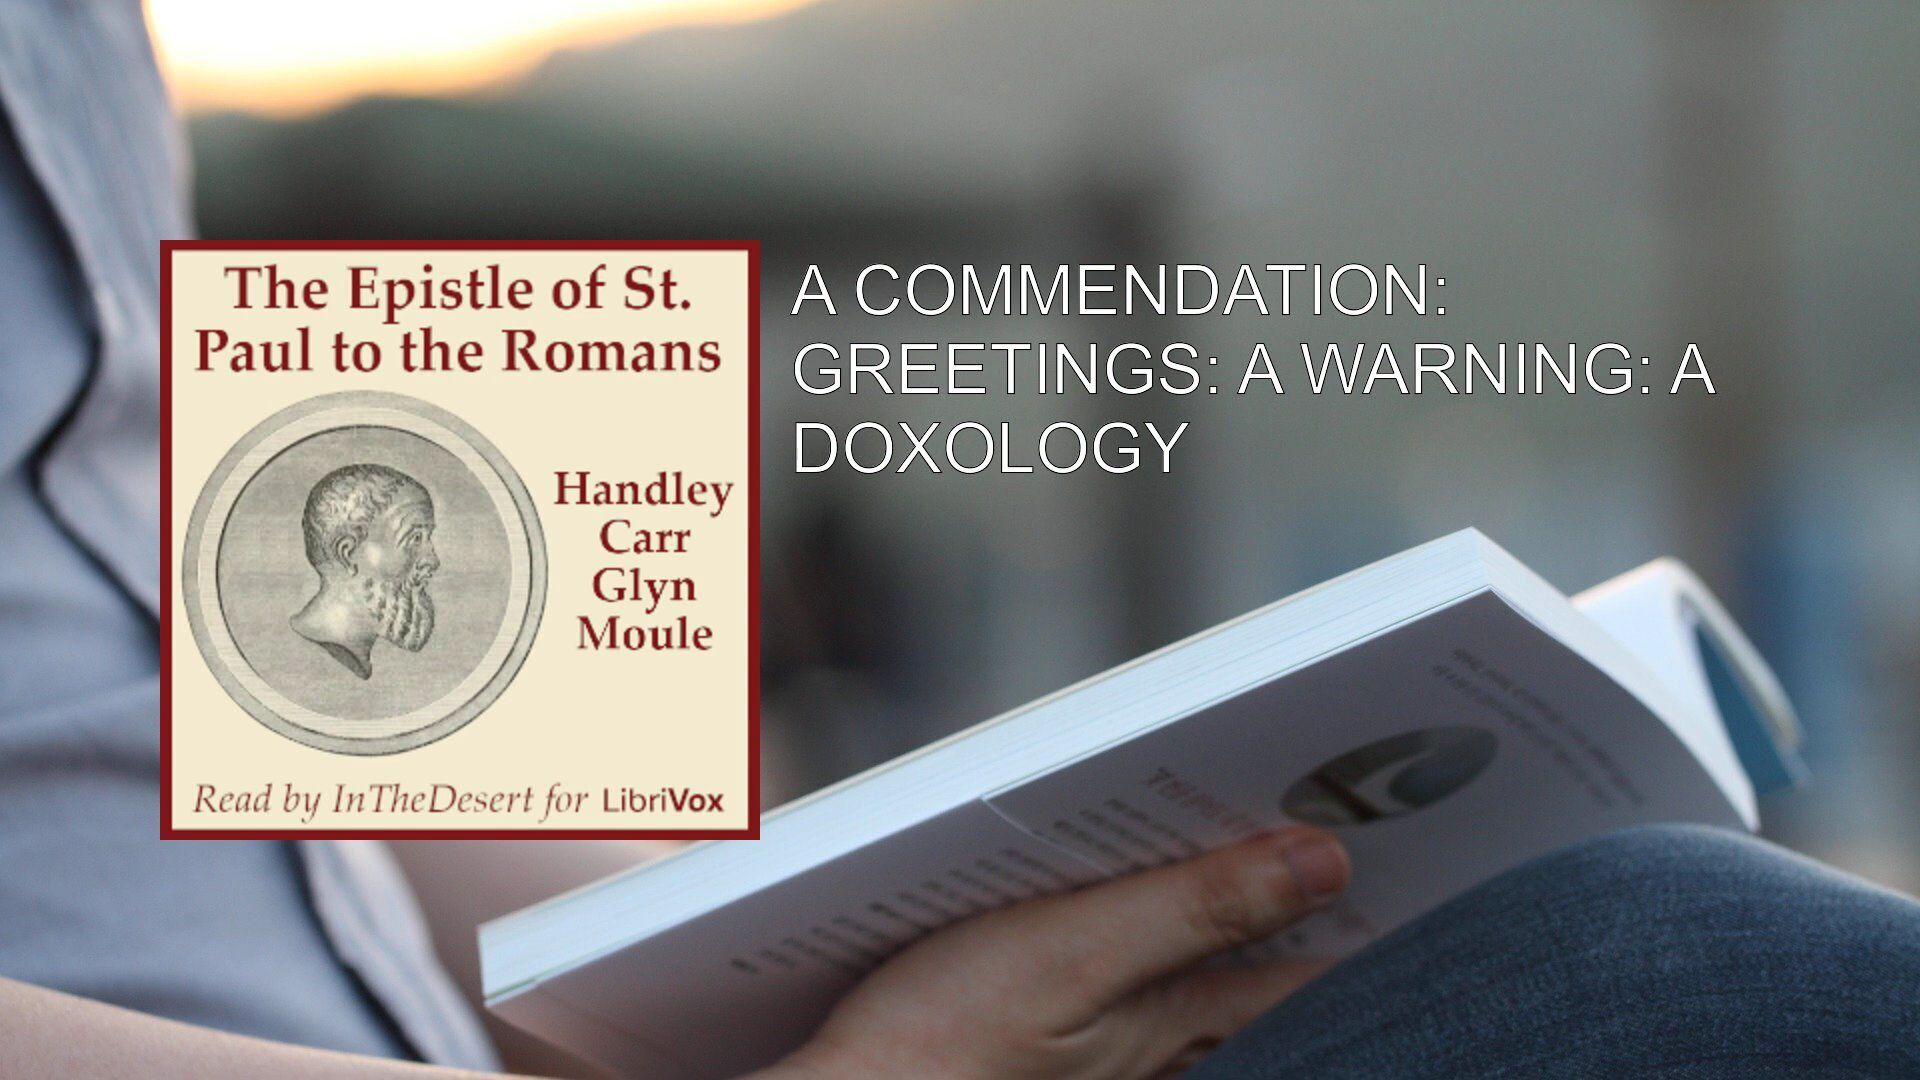 The Epistle of St.
Paul to the Romans
Handley
Carr
Glyn
Moule
Read by InTheDesert for LibriVox
A COMMENDATION:
GREETINGS: A WARNING: A
DOXOLOGY